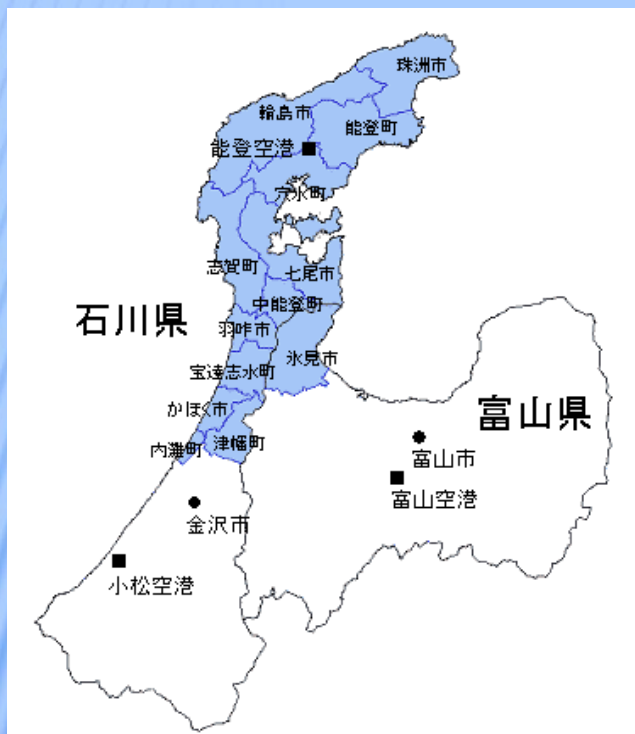 珠洲市
輪島市
能登町
能登空港
穴水町
志賀町
七尾市
中能登町
石川県
羽咋市
氷見市
宝達志水町
かほく市
富山県
内灘町
津幡町
富山市
富山空港
金沢市
小松空港